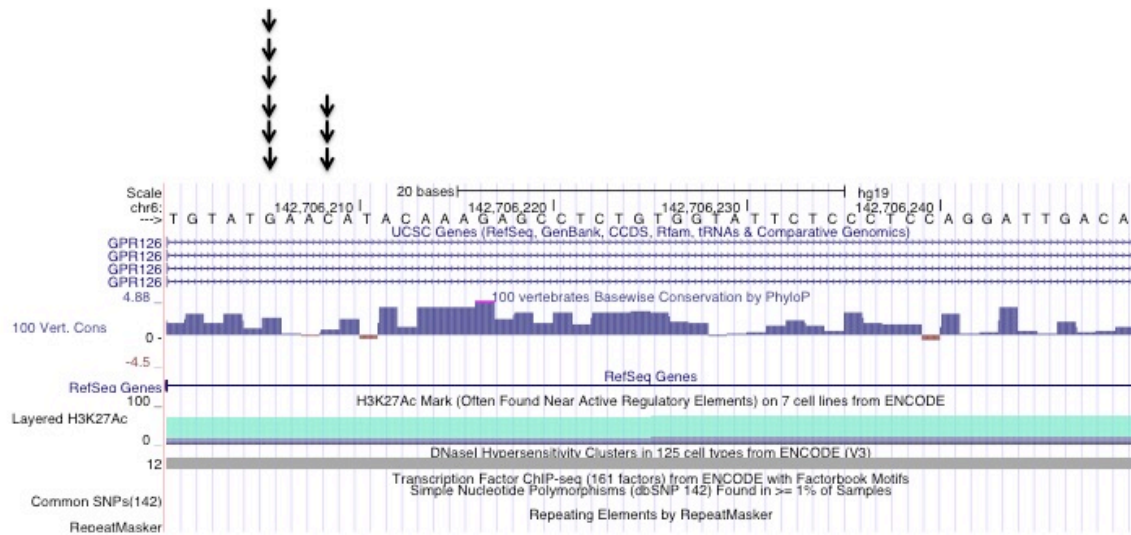 Scale 20 bases hg19
chr6: 142,706,210 142,706,220 142,706,230 142,706,240
---> T G T A T G A A C A T A C A A A G A G C C T C T G T G G T A T T C T C C C T C C A G G A T T G A C A
UCSC Genes (RefSeq, GenBank, CCDS, Rfam, tRNAs & Comparative Genomics)
GPR126
GPR126
GPR126
GPR126
4.88 _ 100 vertebrates Basewise Conservation by PhyloP
100 Vert. Cons
0 -
-4.5 _
RefSeq Genes
RefSeq Genes
H3K27Ac Mark (Often Found Near Active Regulatory Elements) on 7 cell lines from ENCODE
100 _
Layered H3K27Ac
0 _
DNaseI Hypersensitivity Clusters in 125 cell types from ENCODE (V3)
12
Transcription Factor ChIP-seq (161 factors) from ENCODE with Factorbook Motifs
Simple Nucleotide Polymorphisms (dbSNP 142) Found in >= 1% of Samples
Common SNPs(142)
Repeating Elements by RepeatMasker
RepeatMasker